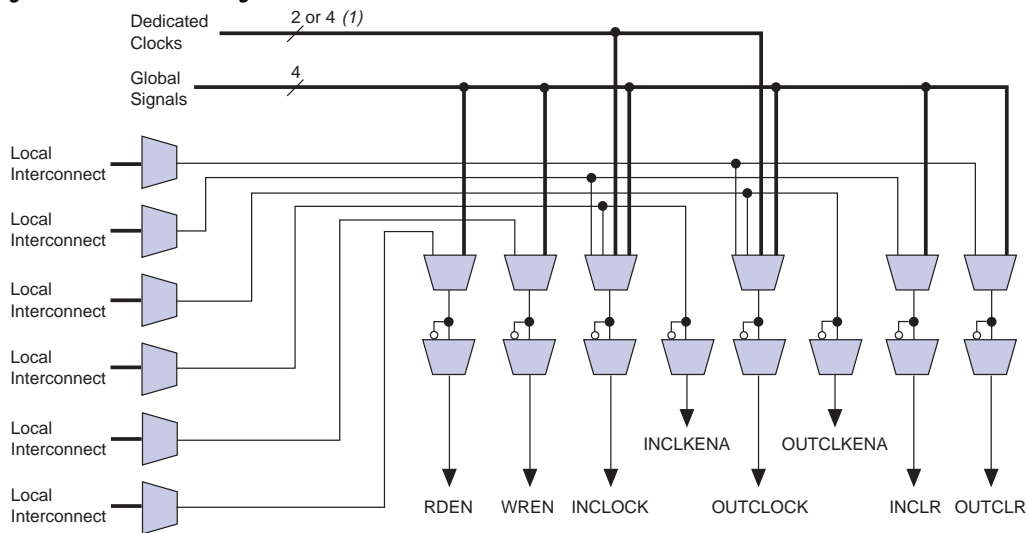 Dedicated
Clocks
2 or 4 (1)
Global
Signals
4
Local
Interconnect
Local
Interconnect
Local
Interconnect
Local
Interconnect
Local
Interconnect
Local
Interconnect
INCLKENA
OUTCLKENA
RDEN
WREN
INCLOCK
OUTCLOCK
INCLR
OUTCLR